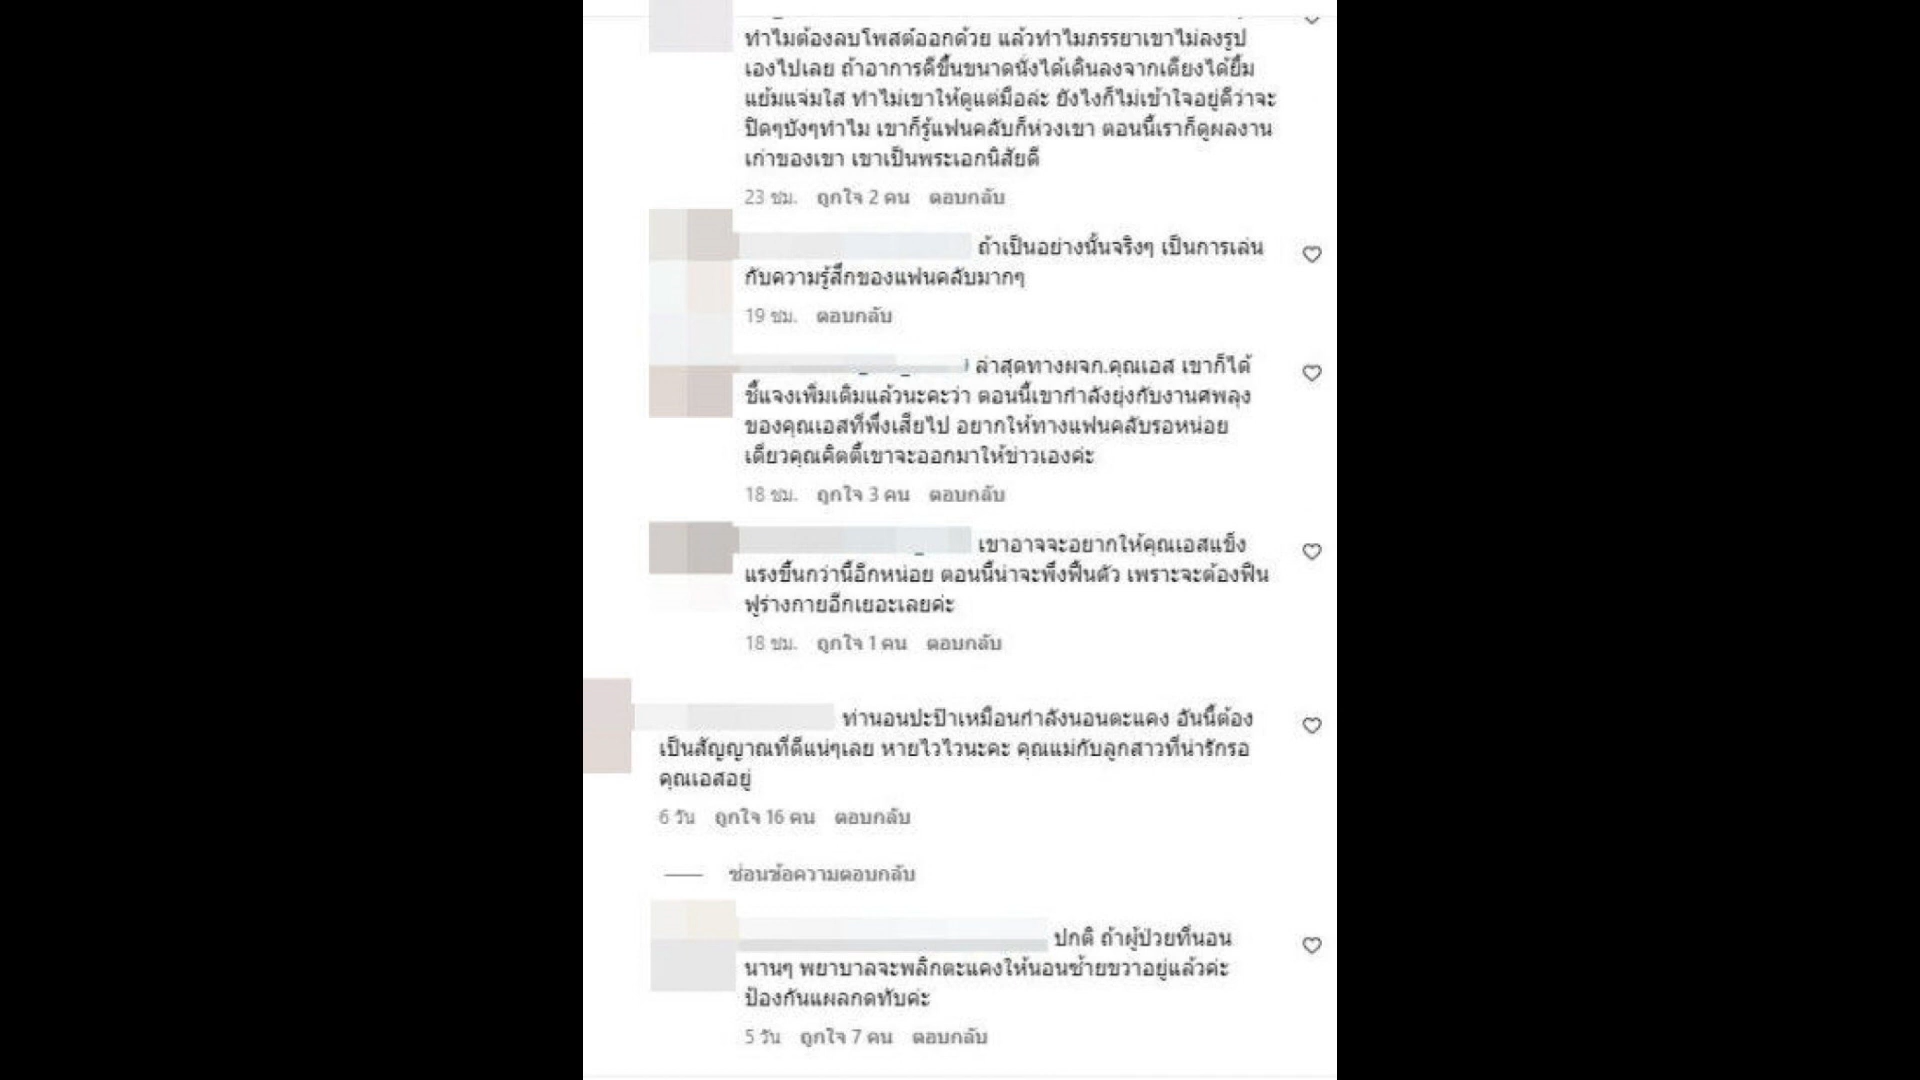 ทำไมต้องลบโพสต์ออกด้วย แล้วทำไมภรรยาเขาไม่ลงรูป
เองไปเลย ถ้าอาการดีขึ้นขนาดนั่งได้เดินลงจากเตียงได้ยิ้ม
แย้มแจ่มใส ทำไม่เขาให้ดูแต่มือล่ะ ยังไงก็ไม่เข้าใจอยู่ดีว่าจะ
ปิดๆบังๆทำไม เขาก็รู้แฟนคลับก็ห่วงเขา ตอนนี้เราก็ดูผลงาน
เก่าของเขา เขาเป็นพระเอกนิสัยดี
23 ชม. ถูกใจ 2 คน ตอบกลับ
ถ้าเป็นอย่างนั้นจริงๆ เป็นการเล่น
กับความรู้สึกของแฟนคลับมากๆ
19 ชม. ตอบกลับ
ล่าสุดทางผจก.คุณเอส เขาก็ได้
ชี้แจงเพิ่มเติมแล้วนะคะว่า ตอนนี้เขากำลังยุ่งกับงานศพลุง
ของคุณเอสที่พึ่งเสียไป อยากให้ทางแฟนคลับรอหน่อย
เดียวคุณคิตตี้เขาจะออกมาให้ข่าวเองค่ะ
18 ชม. ถูกใจ 3 คน ตอบกลับ
เขาอาจจะอยากให้คุณเอสแข็ง
แรงขึ้นกว่านี้อีกหน่อย ตอนนี้น่าจะพึ่งฟื้นตัว เพราะจะต้องฟื้น
ฟูร่างกายอีกเยอะเลยค่ะ
18 ชม. ถูกใจ 1 คน ตอบกลับ
ท่านอนปะป๊าเหมือนกำลังนอนตะแคง อันนี้ต้อง
เป็นสัญญาณที่ดีแน่ๆเลย หายไวไวนะคะ คุณแม่กับลูกสาวที่น่ารักรอ
คุณเอสอยู่
6 วัน ถูกใจ 16 คน ตอบกลับ
ซ่อนข้อความตอบกลับ
ปกติ ถ้าผู้ป่วยที่นอน
นานๆ พยาบาลจะพลิกตะแคงให้นอนซ้ายขวาอยู่แล้วค่ะ
ป้องกันแผลกดทับค่ะ
5 วัน ถูกใจ 7 คน ตอบกลับ